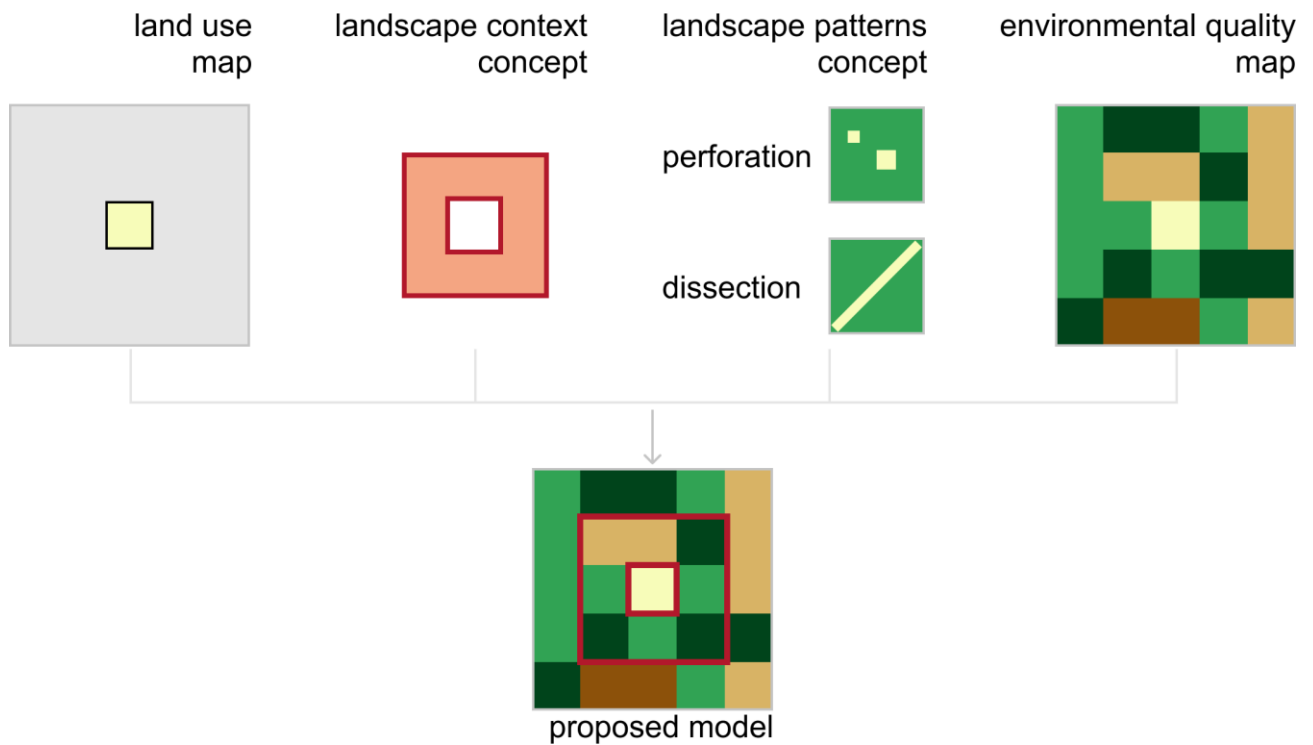 land use
map
landscape context
concept
landscape patterns
concept
environmental quality
map
perforation
dissection
proposed model